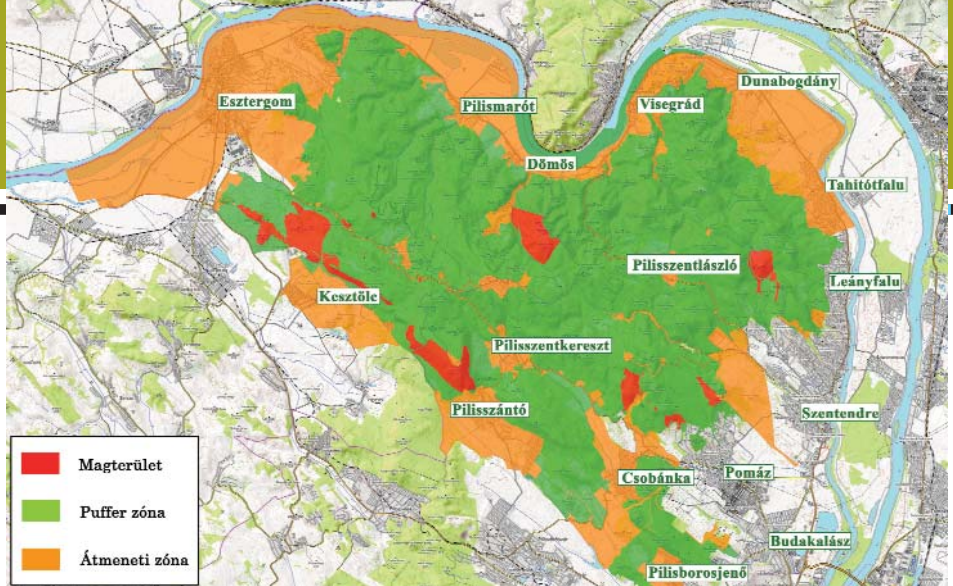 Esztergom
Pilismarót
Visegrád
Dunabogdány
Dömös
Tahitótfalu
Pilisszentlászló
Leányfalu
Kesztölc
Pilisszentkereszt
Pilisszántó
Szentendre
Csobánka
Pomáz
Budakalász
Pilisborosjenő
Magterület
Puffer zóna
Átmeneti zóna